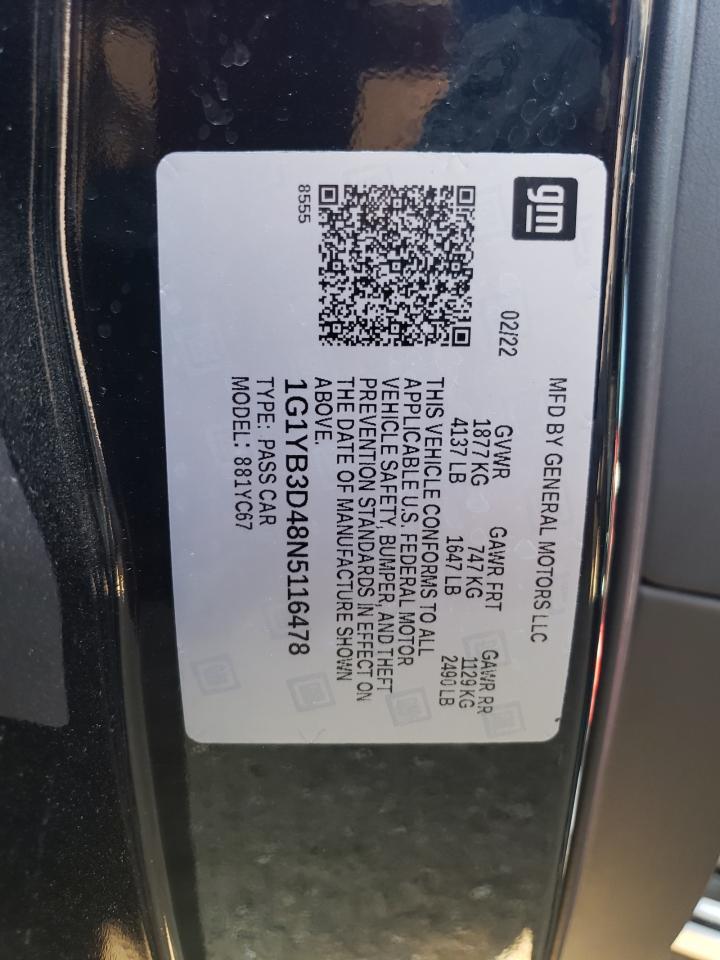 gm
MFD BY GENERAL MOTORS LLC
02/22
GVWR GAWR FRT GAWR RR
1877 KG 747 KG 1129 KG
4137 LB 1647 LB 2490 LB
THIS VEHICLE CONFORMS TO ALL
APPLICABLE U.S. FEDERAL MOTOR
VEHICLE SAFETY, BUMPER, AND THEFT
PREVENTION STANDARDS IN EFFECT ON
THE DATE OF MANUFACTURE SHOWN
ABOVE.
1G1YB3D48N5116478
TYPE: PASS CAR
MODEL: 881YC67
8555